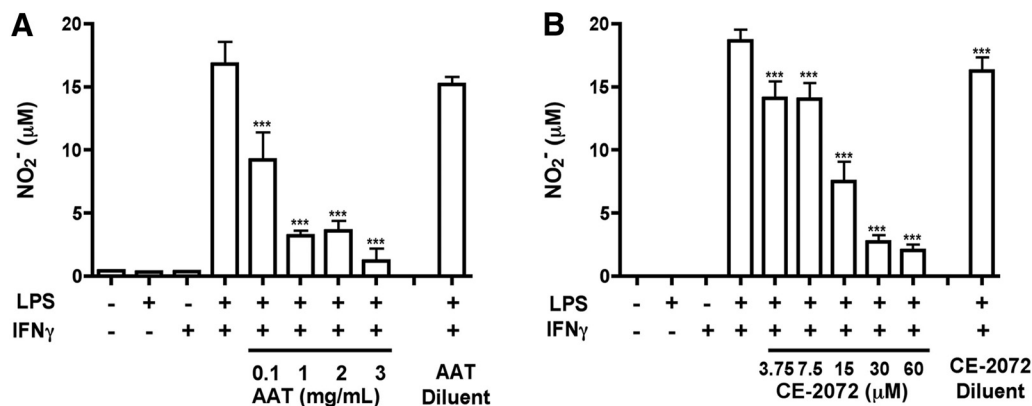 A
20
15
10
5
0
NO₂⁻ (μM)
***
***
***
***
LPS - + - + + + + + +
IFNγ - - + + + + + + +
0.1 1 2 3
AAT (mg/mL)
AAT
Diluent
B
20
15
10
5
0
NO₂⁻ (μM)
***
***
***
***
***
***
LPS - + - + + + + + + +
IFNγ - - + + + + + + + +
3.75 7.5 15 30 60
CE-2072 (μM)
CE-2072
Diluent